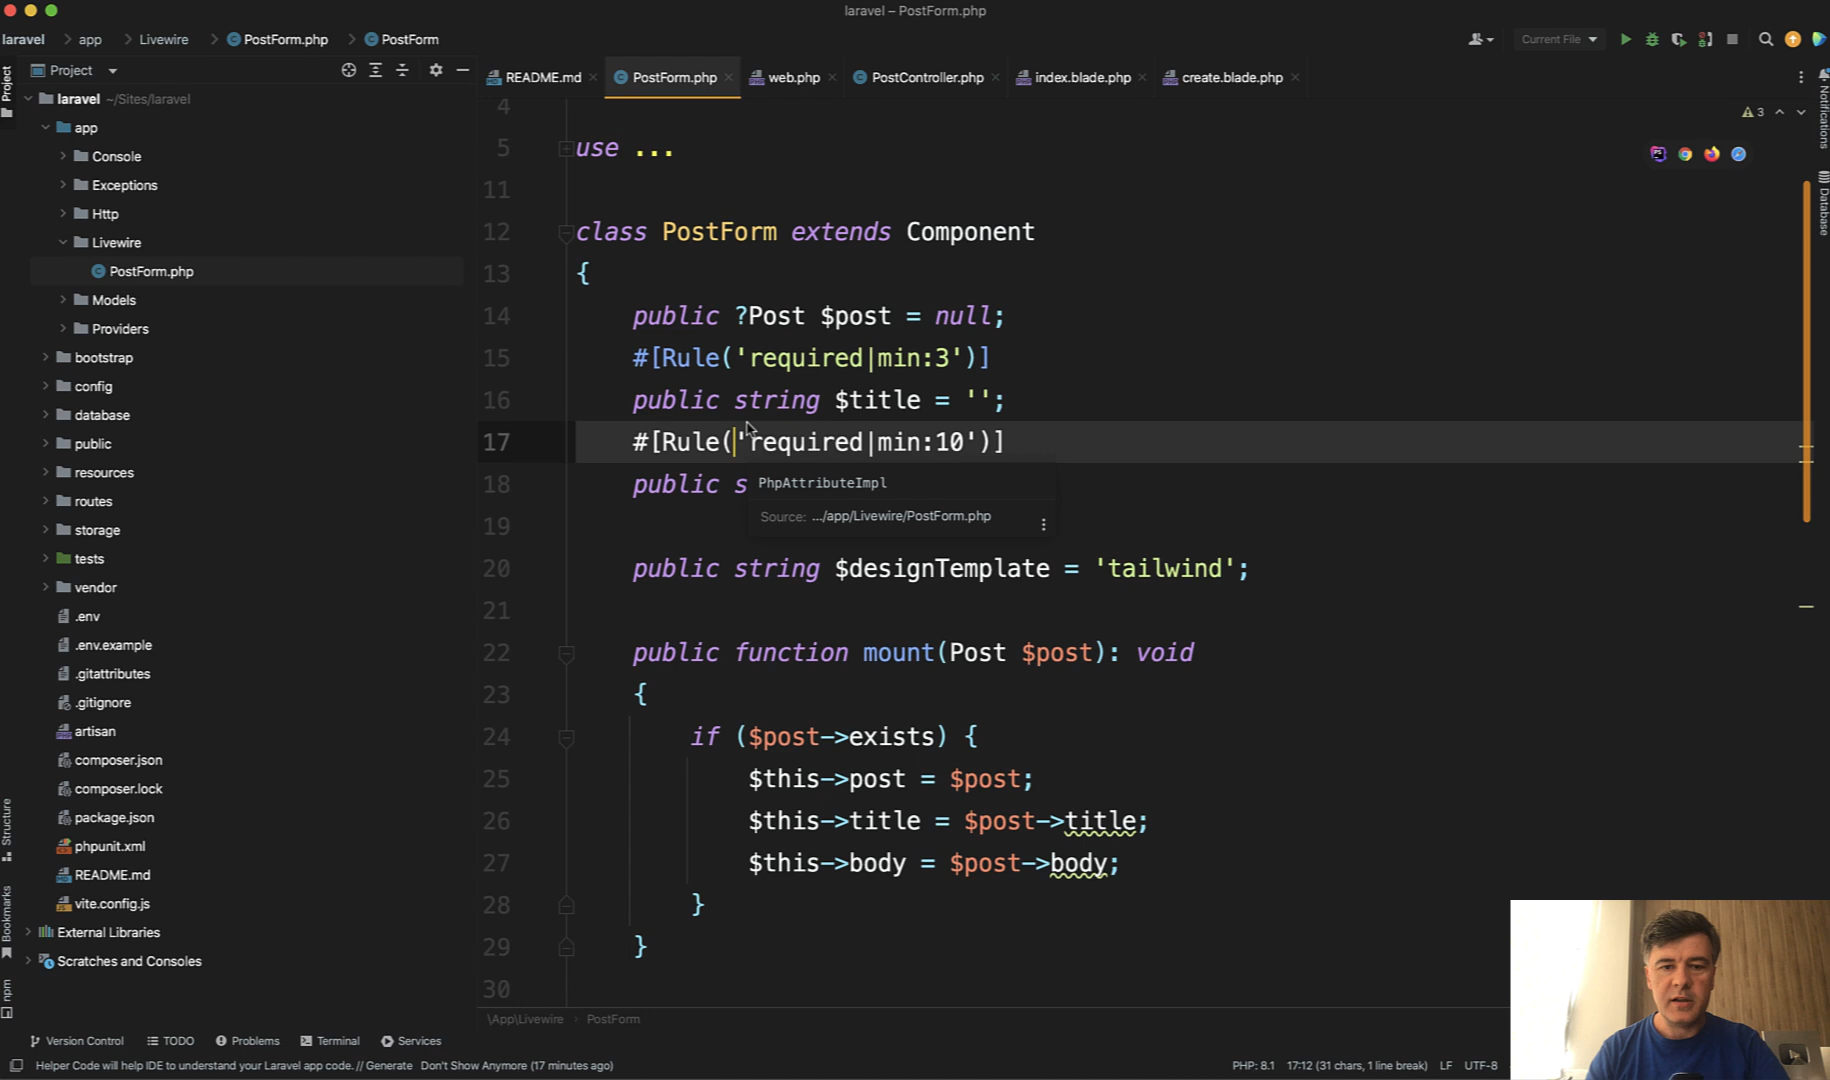 laravel – PostForm.php
laravel app Livewire PostForm.php PostForm
Current File
Project
README.md PostForm.php web.php PostController.php index.blade.php create.blade.php
Project
Notifications
Database
laravel ~/Sites/laravel
app
Console
Exceptions
Http
Livewire
PostForm.php
Models
Providers
bootstrap
config
database
public
resources
routes
storage
tests
vendor
.env
.env.example
.gitattributes
.gitignore
artisan
composer.json
composer.lock
package.json
phpunit.xml
README.md
vite.config.js
External Libraries
Scratches and Consoles
Structure
Bookmarks
npm
3
PS
4
5 use ...
11
12 class PostForm extends Component
13 {
14 public ?Post $post = null;
15 #[Rule('required|min:3')]
16 public string $title = '';
17 #[Rule('required|min:10')]
18 public s
PhpAttributeImpl
Source: .../app/Livewire/PostForm.php
19
20 public string $designTemplate = 'tailwind';
21
22 public function mount(Post $post): void
23 {
24 if ($post->exists) {
25 $this->post = $post;
26 $this->title = $post->title;
27 $this->body = $post->body;
28 }
29 }
30
\App\Livewire PostForm
Version Control TODO Problems Terminal Services
Helper Code will help IDE to understand your Laravel app code. // Generate Don't Show Anymore (17 minutes ago)
PHP: 8.1 17:12 (31 chars, 1 line break) LF UTF-8